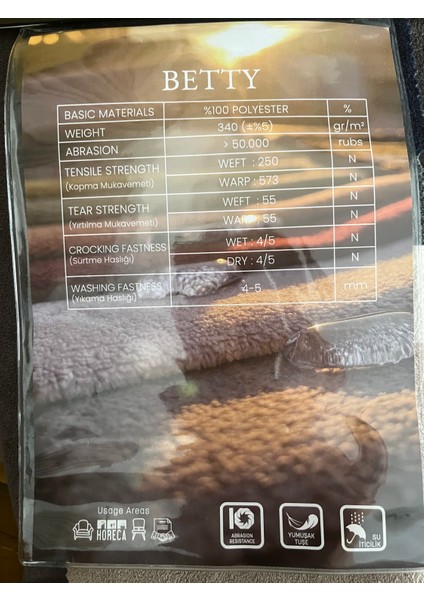 BETTY
BASIC MATERIALS %100 POLYESTER %
WEIGHT 340 (±%5) gr/m²
ABRASION > 50.000 rubs
TENSILE STRENGTH (Kopma Mukavemeti) WEFT : 250 N
WARP : 573 N
TEAR STRENGTH (Yırtılma Mukavemeti) WEFT : 55 N
WARP : 55 N
CROCKING FASTNESS (Sürtme Haslığı) WET : 4/5 N
DRY : 4/5 N
WASHING FASTNESS (Yıkama Haslığı) 4-5 mm
Usage Areas
HORECA
ABRASION
RESISTANCE
YUMUŞAK
TUŞE
SU
İTİCİLİK